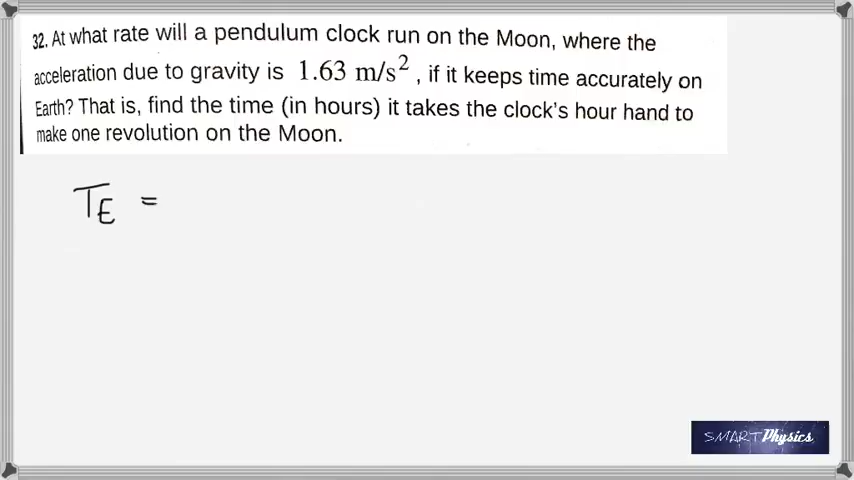 32. At what rate will a pendulum clock run on the Moon, where the
acceleration due to gravity is 1.63 m/s², if it keeps time accurately on
Earth? That is, find the time (in hours) it takes the clock's hour hand to
make one revolution on the Moon.
T_E =
SMART Physics